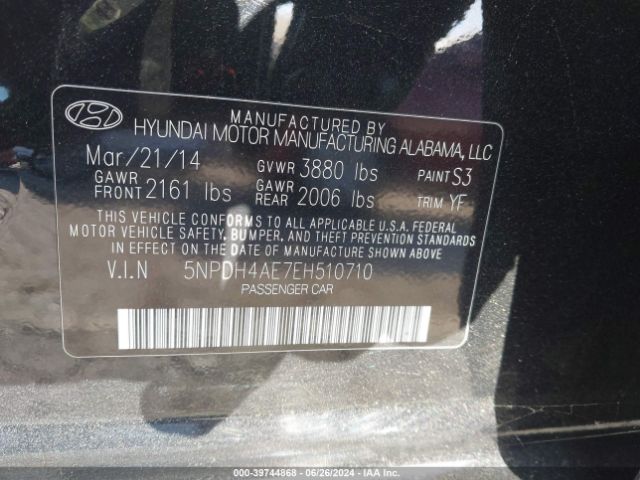 MANUFACTURED BY
HYUNDAI MOTOR MANUFACTURING ALABAMA, LLC
Mar/21/14 GVWR 3880 lbs PAINT S3
GAWR FRONT 2161 lbs GAWR REAR 2006 lbs TRIM YF
THIS VEHICLE CONFORMS TO ALL APPLICABLE U.S.A. FEDERAL
MOTOR VEHICLE SAFETY, BUMPER, AND THEFT PREVENTION STANDARDS
IN EFFECT ON THE DATE OF MANUFACTURE SHOWN ABOVE.
V.I.N 5NPDH4AE7EH510710
PASSENGER CAR
000-39744868 - 06/26/2024 - IAA Inc.